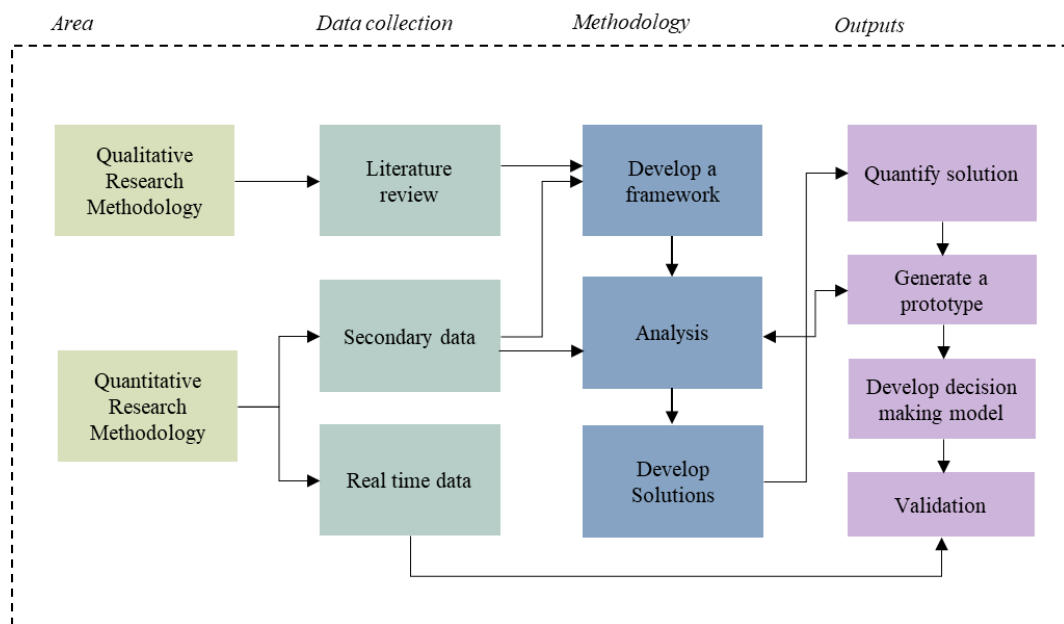 Area
Data collection
Methodology
Outputs
Qualitative
Research
Methodology
Literature
review
Develop a
framework
Quantify solution
Secondary data
Analysis
Generate a
prototype
Quantitative
Research
Methodology
Develop decision
making model
Real time data
Develop
Solutions
Validation